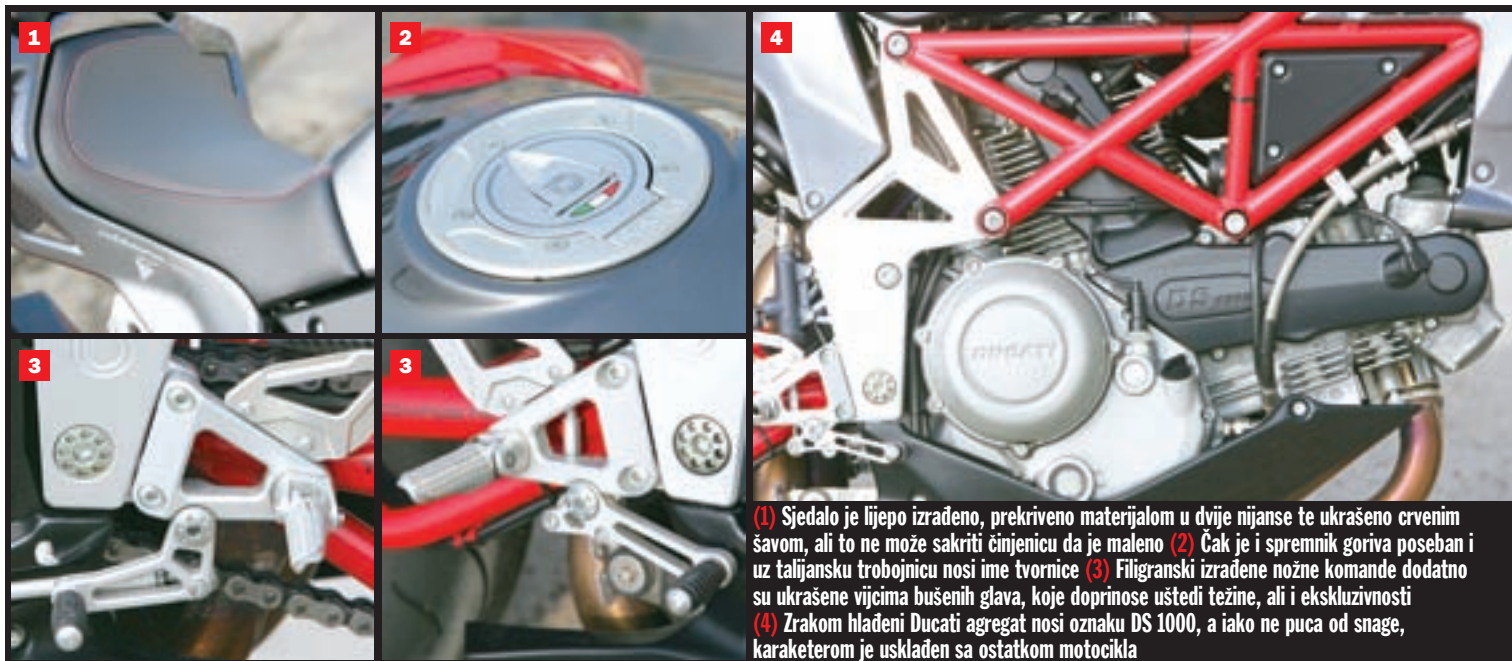 1
2
4
DS
DUCATI
3
3
(1) Sjedalo je lijepo izrađeno, prekriveno materijalom u dvije nijanse te ukrašeno crvenim
šavom, ali to ne može sakriti činjenicu da je maleno (2) Čak je i spremnik goriva poseban i
uz talijansku trobojnicu nosi ime tvornice (3) Filigranski izrađene nožne komande dodatno
su ukrašene vijcima bušenih glava, koje doprinose uštedi težine, ali i ekskluzivnosti
(4) Zrakom hlađeni Ducati agregat nosi oznaku DS 1000, a iako ne puca od snage,
karaketerom je usklađen sa ostatkom motocikla